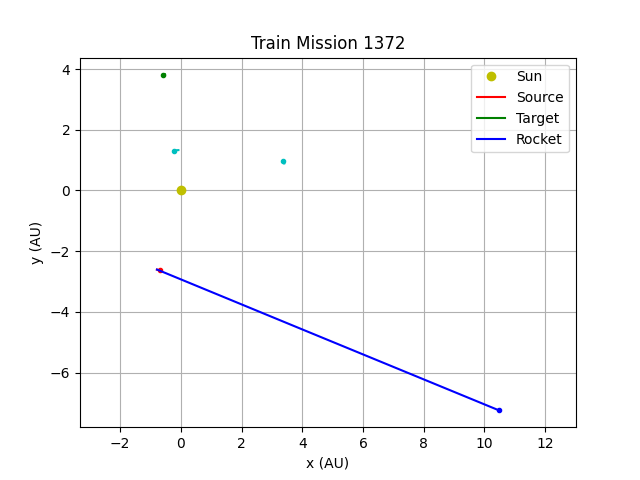 Train Mission 1372
Sun
Source
Target
Rocket
4
2
0
−2
−4
−6
y (AU)
−2 0 2 4 6 8 10 12
x (AU)